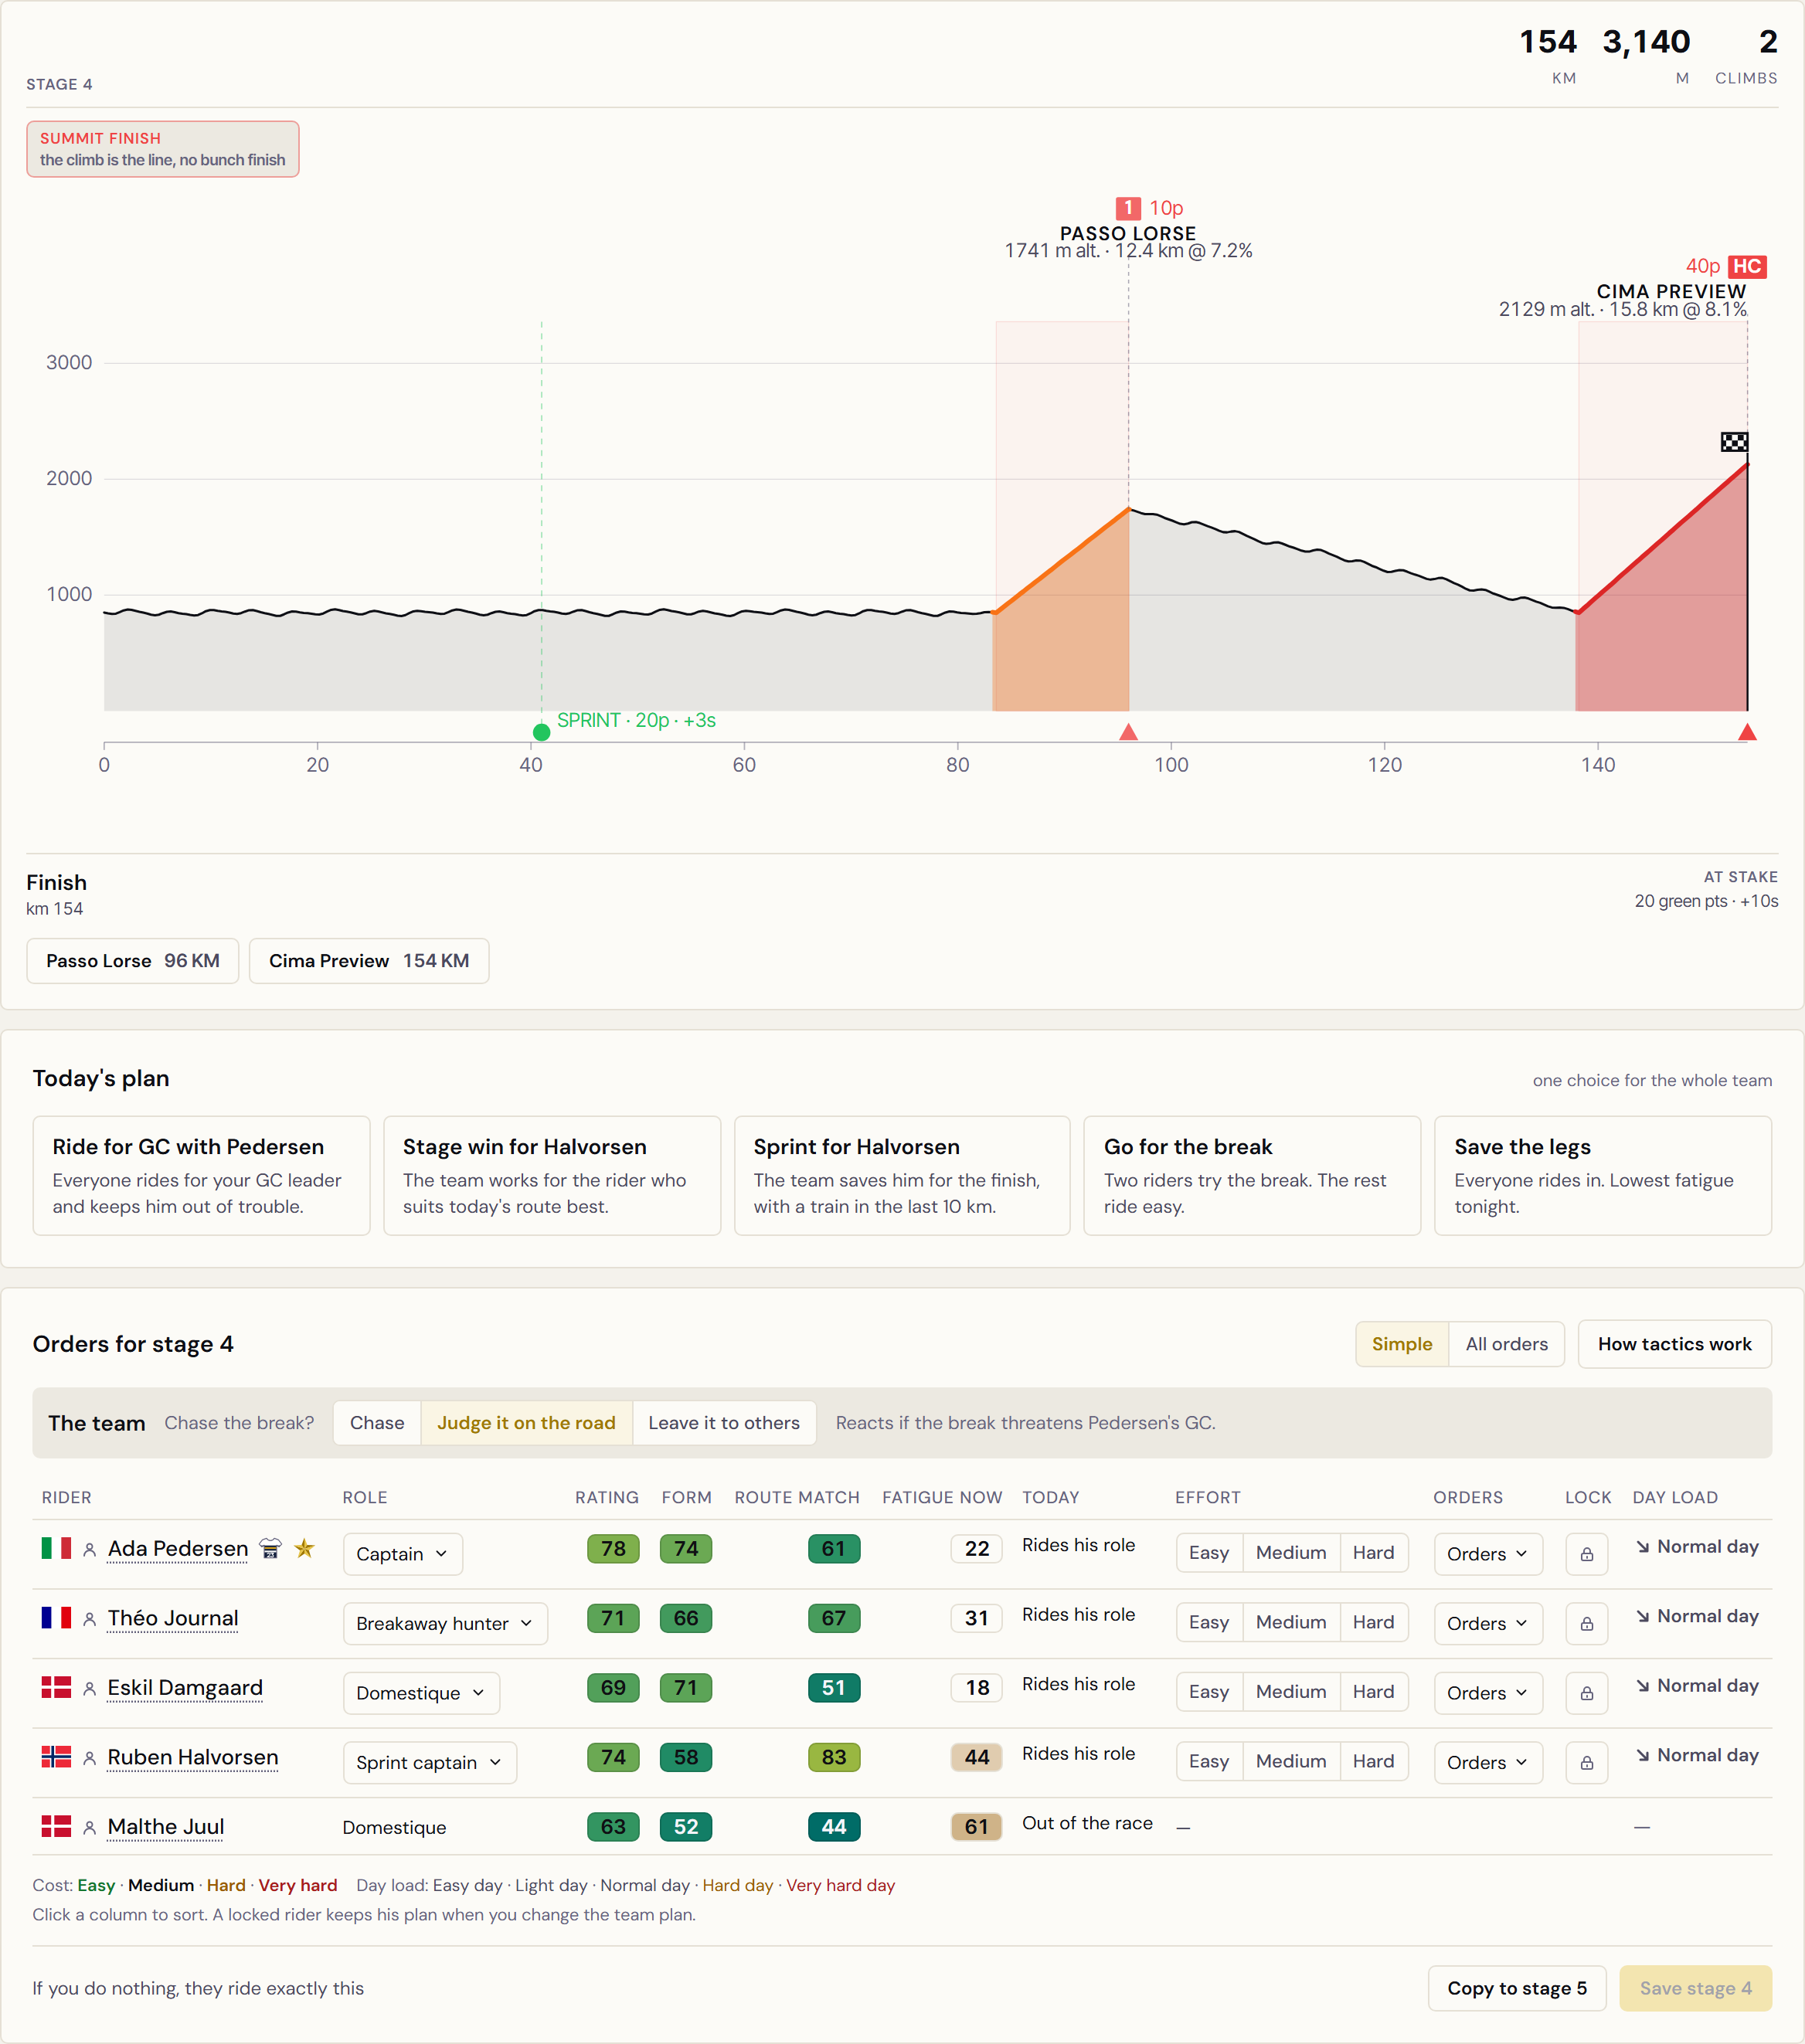 154 3,140 2
STAGE 4 KM M CLIMBS
SUMMIT FINISH
the climb is the line, no bunch finish
1 10p
PASSO LORSE
1741 m alt. · 12.4 km @ 7.2%
40p HC
CIMA PREVIEW
2129 m alt. · 15.8 km @ 8.1%
3000
2000
1000
SPRINT · 20p · +3s
0 20 40 60 80 100 120 140
Finish
km 154
AT STAKE
20 green pts · +10s
Passo Lorse 96 KM Cima Preview 154 KM
Today's plan
one choice for the whole team
Ride for GC with Pedersen
Everyone rides for your GC leader
and keeps him out of trouble.
Stage win for Halvorsen
The team works for the rider who
suits today's route best.
Sprint for Halvorsen
The team saves him for the finish,
with a train in the last 10 km.
Go for the break
Two riders try the break. The rest
ride easy.
Save the legs
Everyone rides in. Lowest fatigue
tonight.
Orders for stage 4 Simple All orders How tactics work
The team Chase the break? Chase Judge it on the road Leave it to others Reacts if the break threatens Pedersen's GC.
RIDER ROLE RATING FORM ROUTE MATCH FATIGUE NOW TODAY EFFORT ORDERS LOCK DAY LOAD
Ada Pedersen Captain 78 74 61 22 Rides his role Easy Medium Hard Orders Normal day
Théo Journal Breakaway hunter 71 66 67 31 Rides his role Easy Medium Hard Orders Normal day
Eskil Damgaard Domestique 69 71 51 18 Rides his role Easy Medium Hard Orders Normal day
Ruben Halvorsen Sprint captain 74 58 83 44 Rides his role Easy Medium Hard Orders Normal day
Malthe Juul Domestique 63 52 44 61 Out of the race — —
Cost: Easy · Medium · Hard · Very hard Day load: Easy day · Light day · Normal day · Hard day · Very hard day
Click a column to sort. A locked rider keeps his plan when you change the team plan.
If you do nothing, they ride exactly this Copy to stage 5 Save stage 4